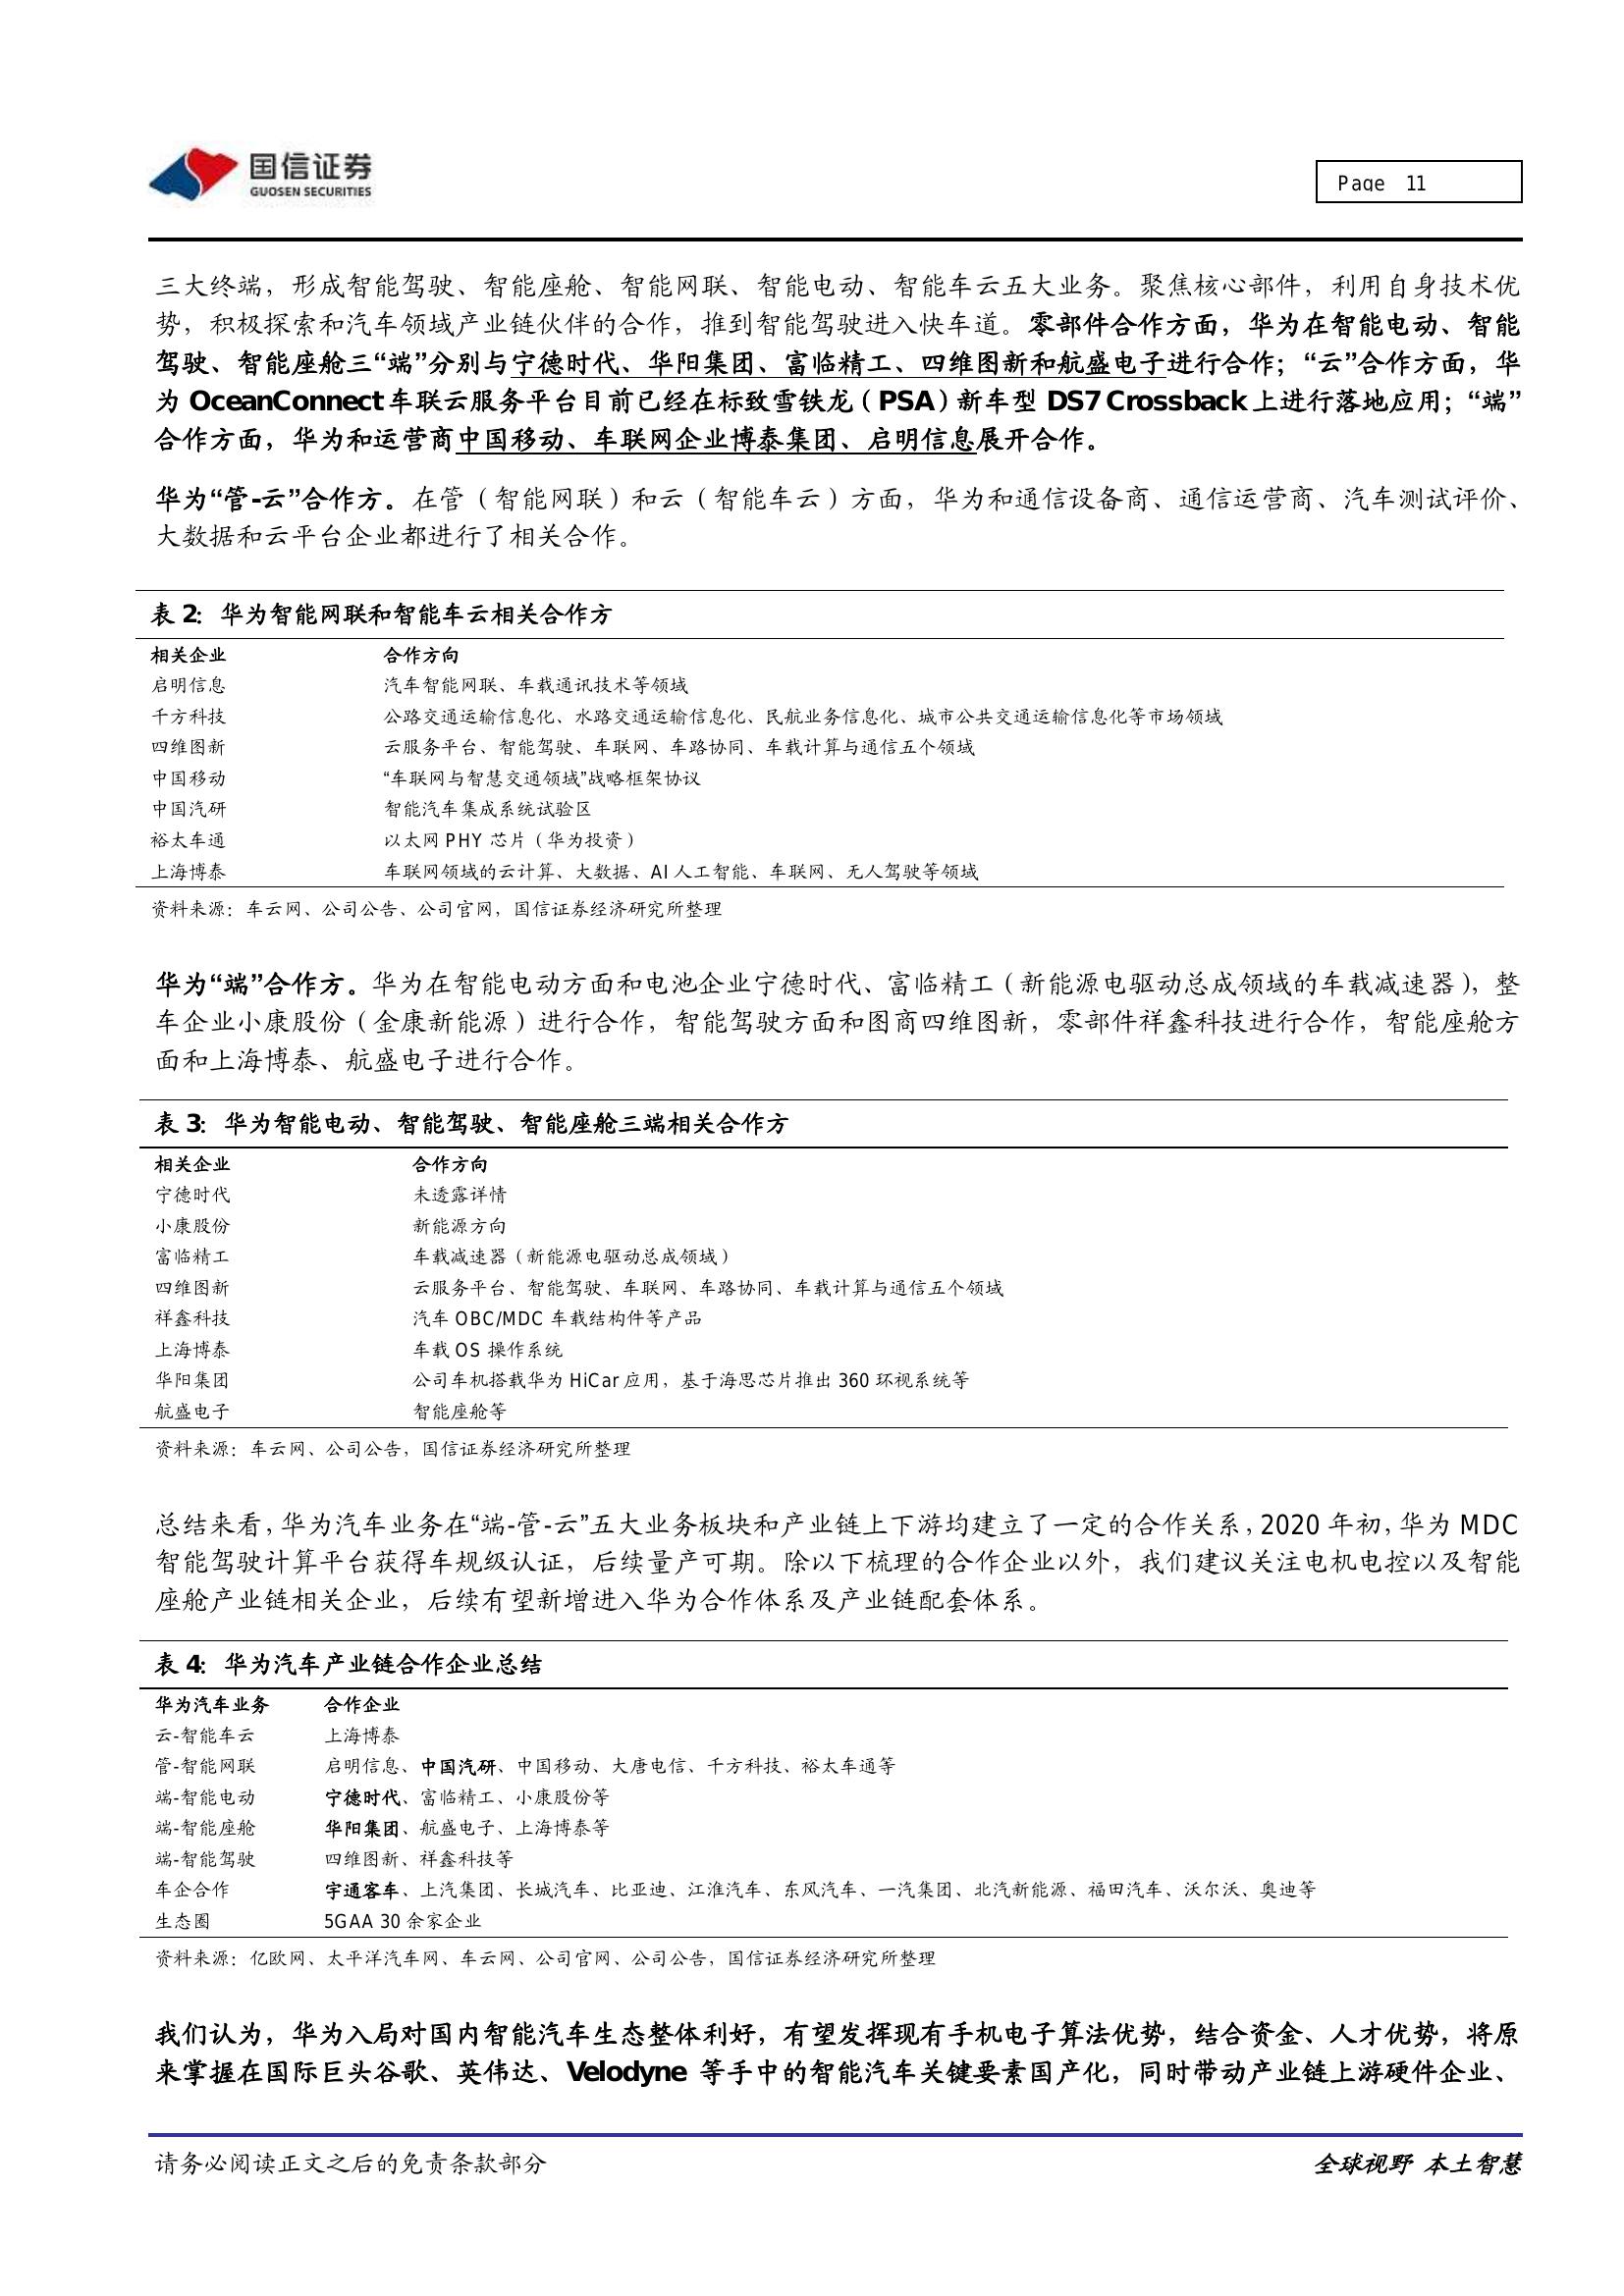 国信证券
GUOSEN SECURITIES
Page 11
三大终端，形成智能驾驶、智能座舱、智能网联、智能电动、智能车云五大业务。聚焦核心部件，利用自身技术优
势，积极探索和汽车领域产业链伙伴的合作，推到智能驾驶进入快车道。零部件合作方面，华为在智能电动、智能
驾驶、智能座舱三“端”分别与宁德时代、华阳集团、富临精工、四维图新和航盛电子进行合作；“云”合作方面，华
为 OceanConnect 车联云服务平台目前已经在标致雪铁龙（PSA）新车型 DS7 Crossback 上进行落地应用；“端”
合作方面，华为和运营商中国移动、车联网企业博泰集团、启明信息展开合作。
华为“管-云”合作方。在管（智能网联）和云（智能车云）方面，华为和通信设备商、通信运营商、汽车测试评价、
大数据和云平台企业都进行了相关合作。
表 2：华为智能网联和智能车云相关合作方
相关企业 合作方向
启明信息 汽车智能网联、车载通讯技术等领域
千方科技 公路交通运输信息化、水路交通运输信息化、民航业务信息化、城市公共交通运输信息化等市场领域
四维图新 云服务平台、智能驾驶、车联网、车路协同、车载计算与通信五个领域
中国移动 “车联网与智慧交通领域”战略框架协议
中国汽研 智能汽车集成系统试验区
裕太车通 以太网 PHY 芯片（华为投资）
上海博泰 车联网领域的云计算、大数据、AI 人工智能、车联网、无人驾驶等领域
资料来源：车云网、公司公告、公司官网，国信证券经济研究所整理
华为“端”合作方。华为在智能电动方面和电池企业宁德时代、富临精工（新能源电驱动总成领域的车载减速器），整
车企业小康股份（金康新能源）进行合作，智能驾驶方面和图商四维图新，零部件祥鑫科技进行合作，智能座舱方
面和上海博泰、航盛电子进行合作。
表 3：华为智能电动、智能驾驶、智能座舱三端相关合作方
相关企业 合作方向
宁德时代 未透露详情
小康股份 新能源方向
富临精工 车载减速器（新能源电驱动总成领域）
四维图新 云服务平台、智能驾驶、车联网、车路协同、车载计算与通信五个领域
祥鑫科技 汽车 OBC/MDC 车载结构件等产品
上海博泰 车载 OS 操作系统
华阳集团 公司车机搭载华为 HiCar 应用，基于海思芯片推出 360 环视系统等
航盛电子 智能座舱等
资料来源：车云网、公司公告，国信证券经济研究所整理
总结来看，华为汽车业务在“端-管-云”五大业务板块和产业链上下游均建立了一定的合作关系，2020 年初，华为 MDC
智能驾驶计算平台获得车规级认证，后续量产可期。除以下梳理的合作企业以外，我们建议关注电机电控以及智能
座舱产业链相关企业，后续有望新增进入华为合作体系及产业链配套体系。
表 4：华为汽车产业链合作企业总结
华为汽车业务 合作企业
云-智能车云 上海博泰
管-智能网联 启明信息、中国汽研、中国移动、大唐电信、千方科技、裕太车通等
端-智能电动 宁德时代、富临精工、小康股份等
端-智能座舱 华阳集团、航盛电子、上海博泰等
端-智能驾驶 四维图新、祥鑫科技等
车企合作 宇通客车、上汽集团、长城汽车、比亚迪、江淮汽车、东风汽车、一汽集团、北汽新能源、福田汽车、沃尔沃、奥迪等
生态圈 5GAA 30 余家企业
资料来源：亿欧网、太平洋汽车网、车云网、公司官网、公司公告，国信证券经济研究所整理
我们认为，华为入局对国内智能汽车生态整体利好，有望发挥现有手机电子算法优势，结合资金、人才优势，将原
来掌握在国际巨头谷歌、英伟达、Velodyne 等手中的智能汽车关键要素国产化，同时带动产业链上游硬件企业、
请务必阅读正文之后的免责条款部分
全球视野 本土智慧